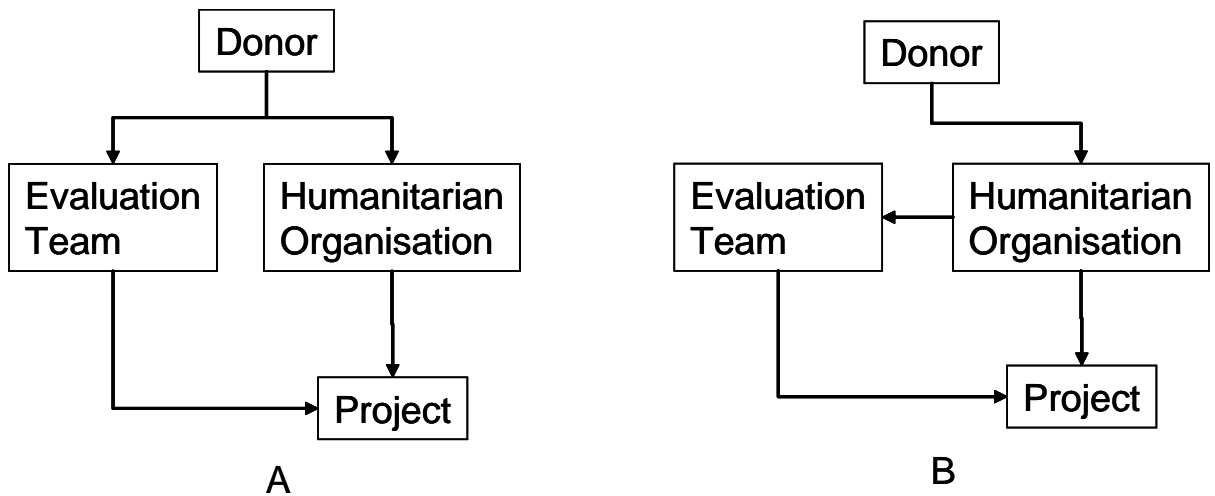 Donor
Evaluation
Team
Humanitarian
Organisation
Project
A
Donor
Evaluation
Team
Humanitarian
Organisation
Project
B